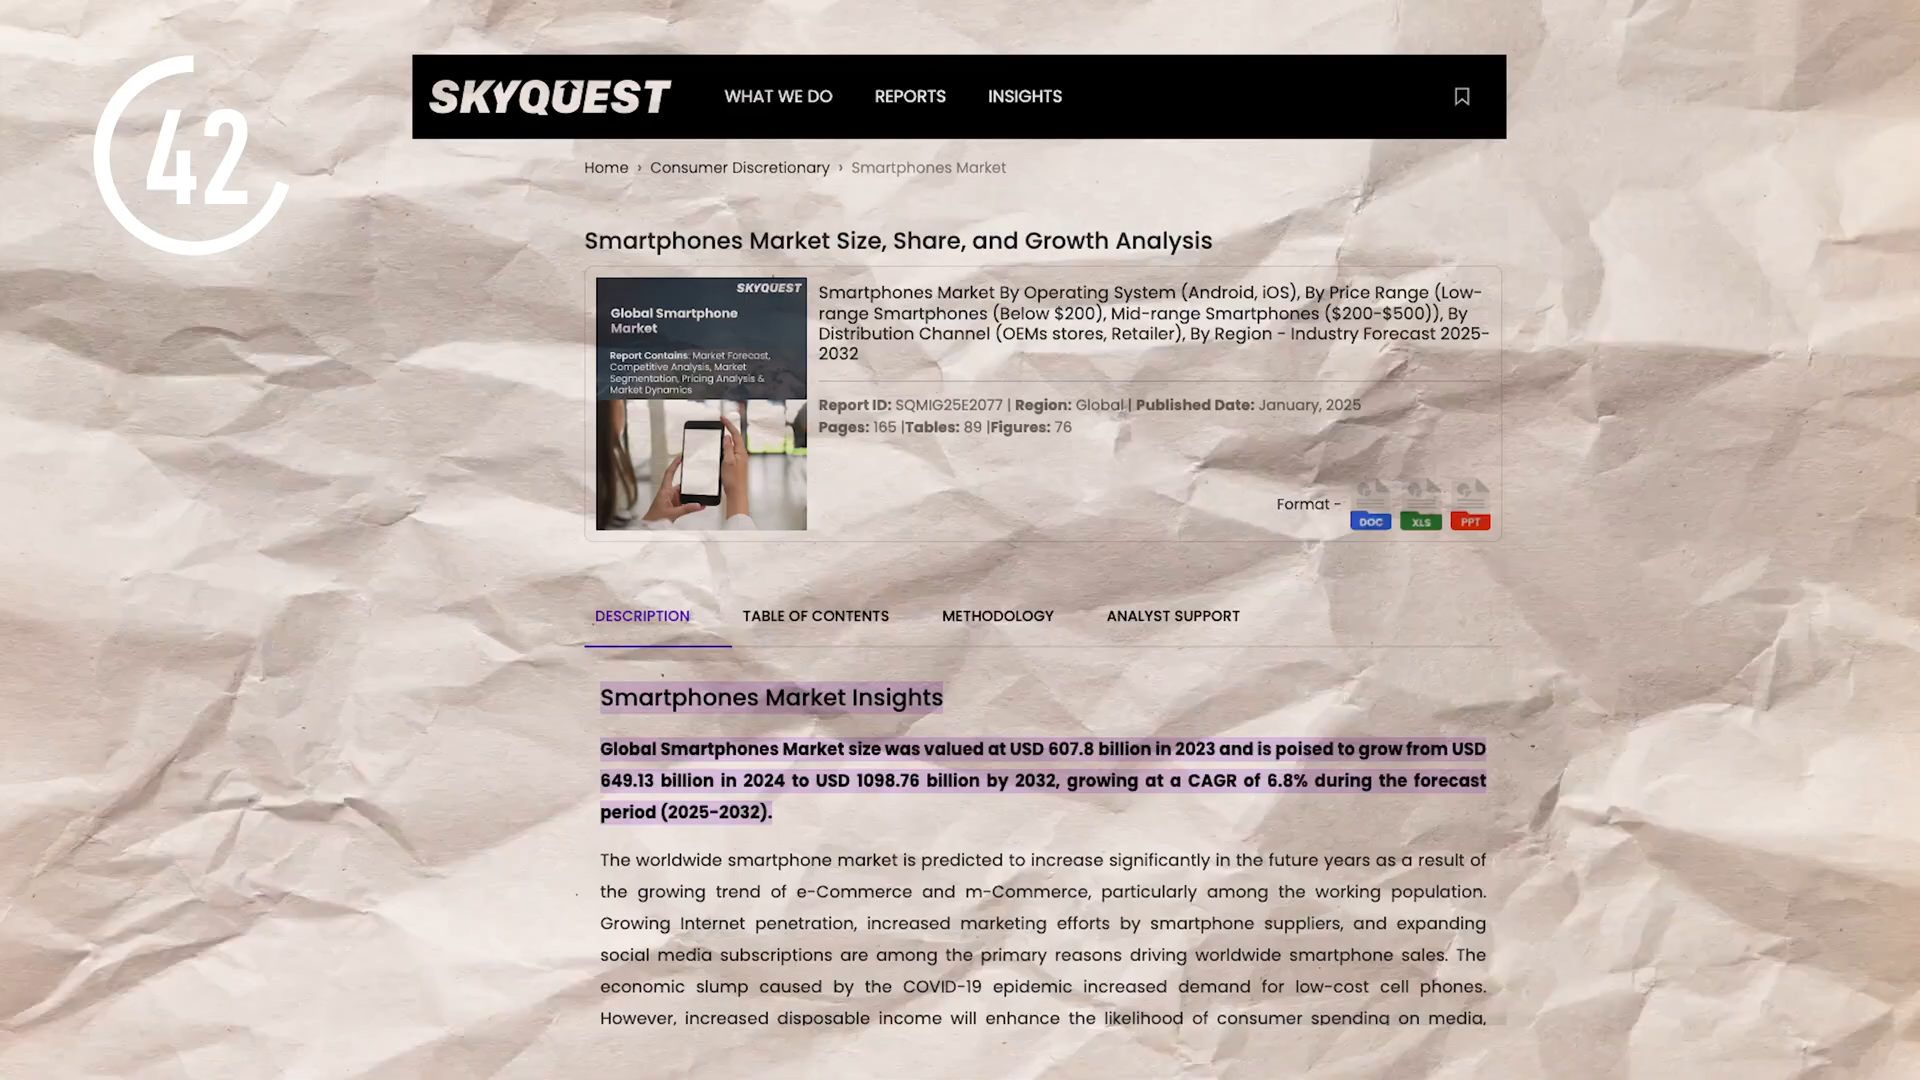 42
SKYQUEST
WHAT WE DO
REPORTS
INSIGHTS
Home › Consumer Discretionary › Smartphones Market
Smartphones Market Size, Share, and Growth Analysis
SKYQUEST
Global Smartphone
Market
Report Contains: Market Forecast,
Competitive Analysis, Market
Segmentation, Pricing Analysis &
Market Dynamics
Smartphones Market By Operating System (Android, iOS), By Price Range (Low-
range Smartphones (Below $200), Mid-range Smartphones ($200-$500)), By
Distribution Channel (OEMs stores, Retailer), By Region - Industry Forecast 2025-
2032
Report ID: SQMIG25E2077 | Region: Global | Published Date: January, 2025
Pages: 165 |Tables: 89 |Figures: 76
Format -
DOC
XLS
PPT
DESCRIPTION
TABLE OF CONTENTS
METHODOLOGY
ANALYST SUPPORT
Smartphones Market Insights
Global Smartphones Market size was valued at USD 607.8 billion in 2023 and is poised to grow from USD
649.13 billion in 2024 to USD 1098.76 billion by 2032, growing at a CAGR of 6.8% during the forecast
period (2025-2032).
The worldwide smartphone market is predicted to increase significantly in the future years as a result of
the growing trend of e-Commerce and m-Commerce, particularly among the working population.
Growing Internet penetration, increased marketing efforts by smartphone suppliers, and expanding
social media subscriptions are among the primary reasons driving worldwide smartphone sales. The
economic slump caused by the COVID-19 epidemic increased demand for low-cost cell phones.
However, increased disposable income will enhance the likelihood of consumer spending on media,